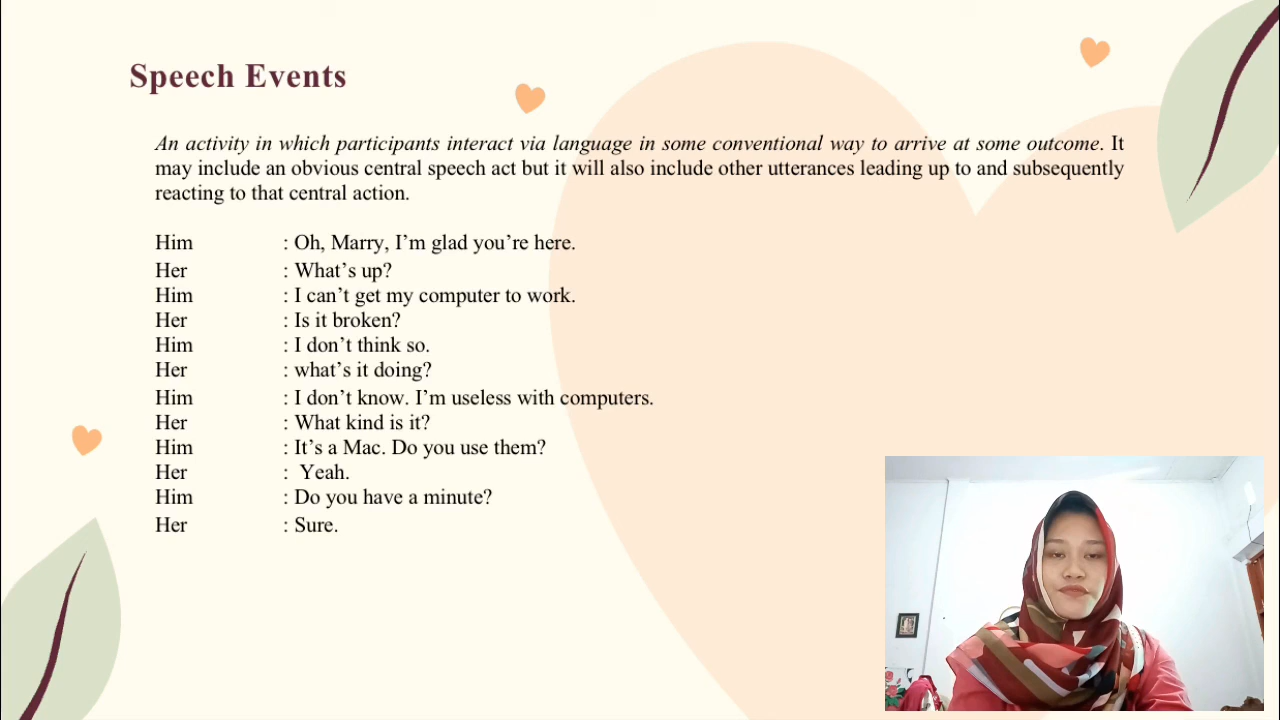 Speech Events
An activity in which participants interact via language in some conventional way to arrive at some outcome. It
may include an obvious central speech act but it will also include other utterances leading up to and subsequently
reacting to that central action.
Him : Oh, Marry, I’m glad you’re here.
Her : What’s up?
Him : I can’t get my computer to work.
Her : Is it broken?
Him : I don’t think so.
Her : what’s it doing?
Him : I don’t know. I’m useless with computers.
Her : What kind is it?
Him : It’s a Mac. Do you use them?
Her : Yeah.
Him : Do you have a minute?
Her : Sure.